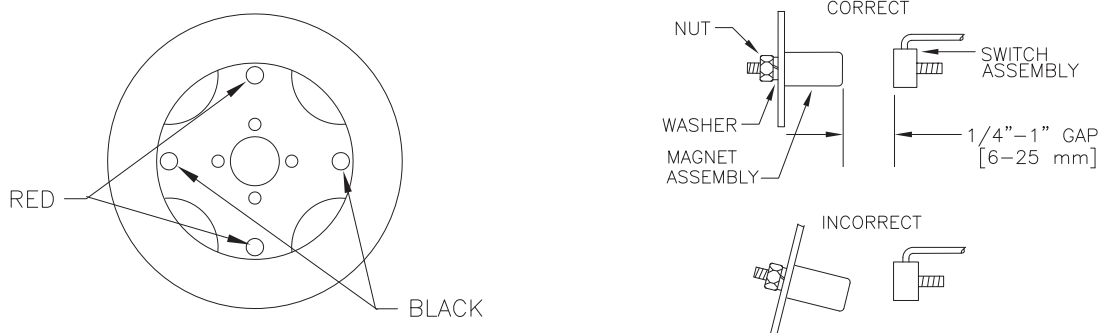 RED
BLACK
CORRECT
NUT
SWITCH
ASSEMBLY
WASHER
MAGNET
ASSEMBLY
1/4"-1" GAP
[6-25 mm]
INCORRECT